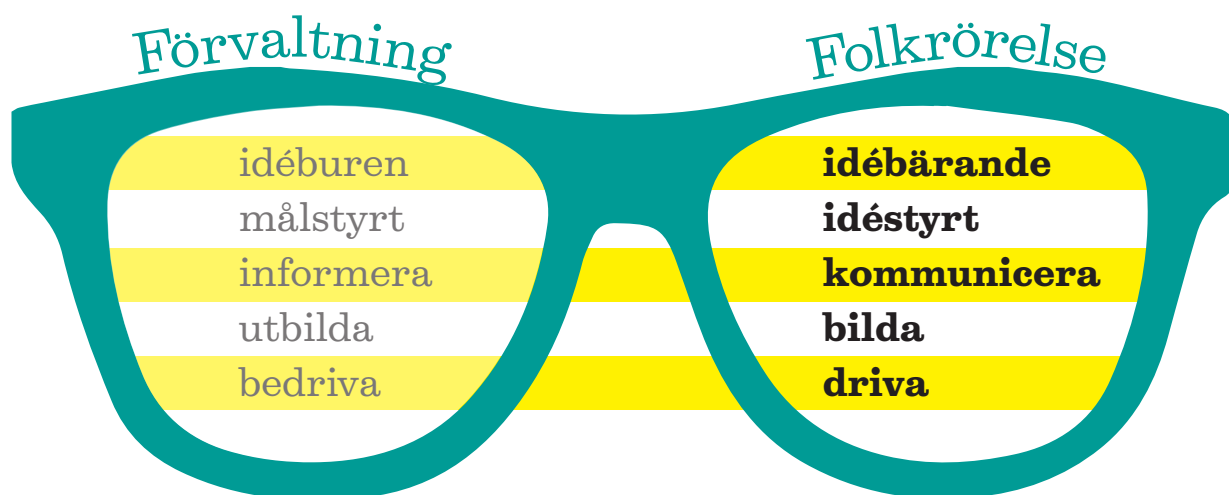 Förvaltning
idéburen
målstyrt
informera
utbilda
bedriva
Folkrörelse
idébärande
idéstyrt
kommunicera
bilda
driva